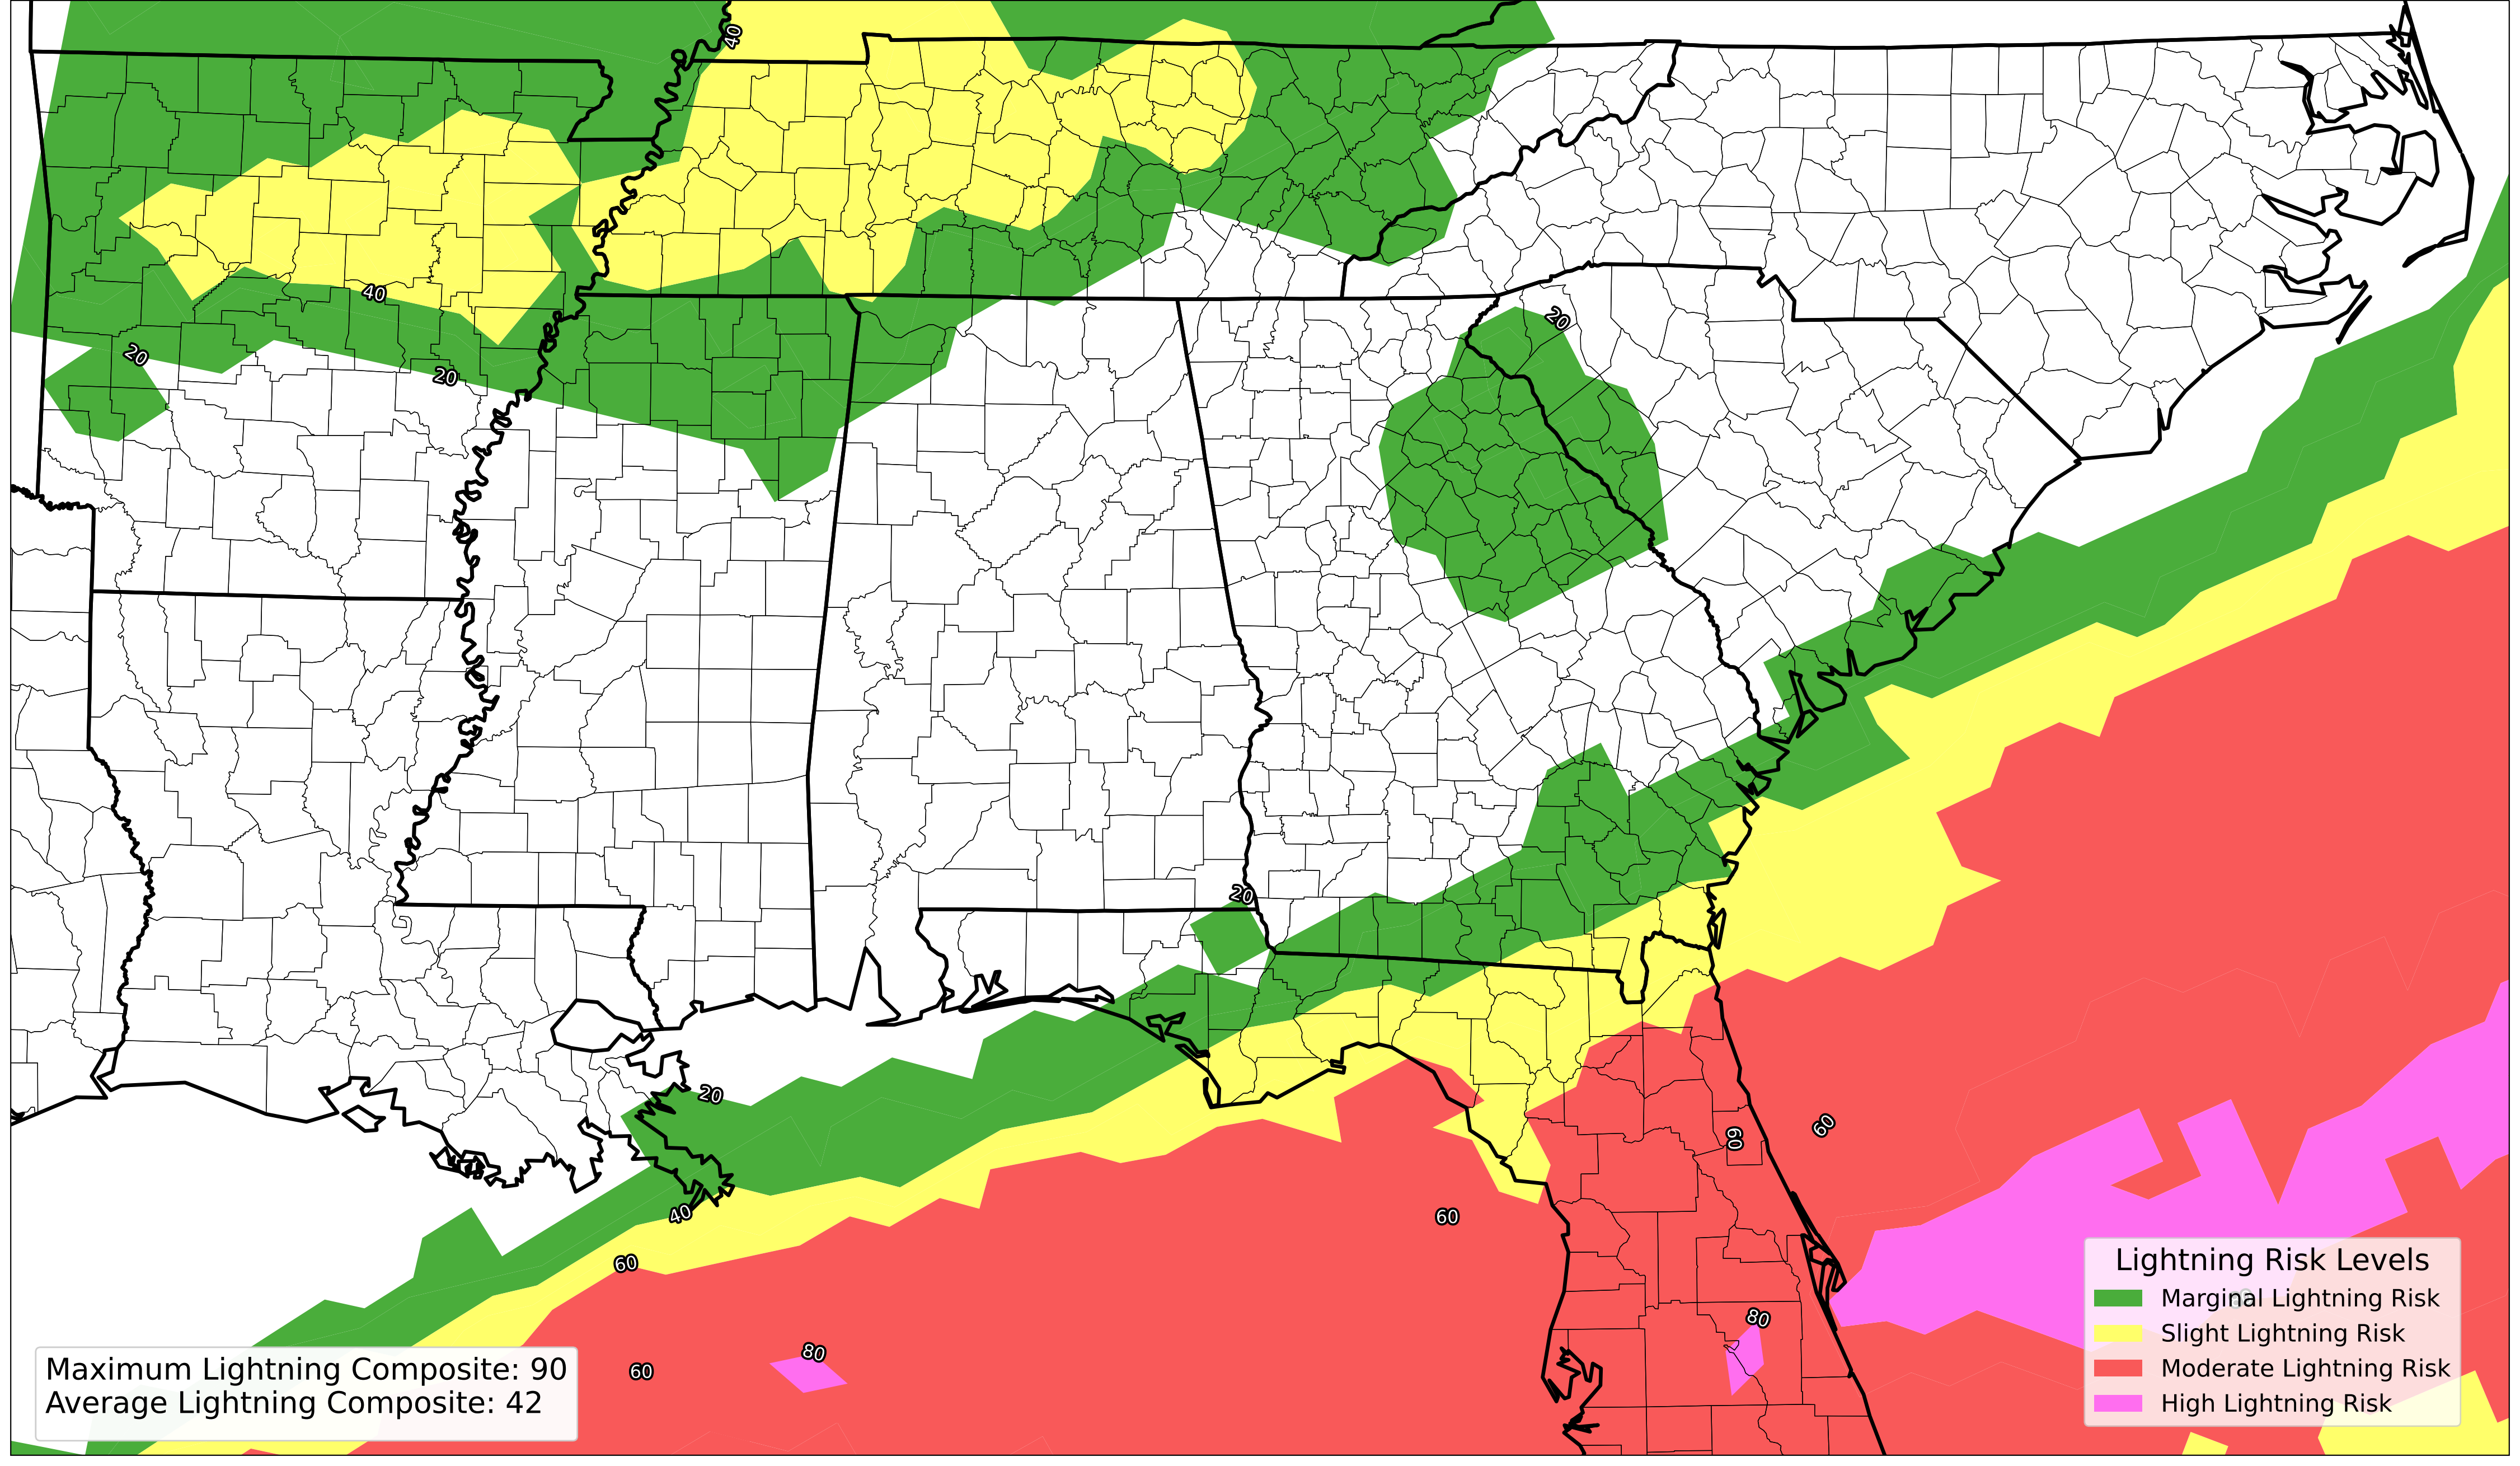 40
40
20
20
20
20
20
40
60
60
80
60
60
60
80
Maximum Lightning Composite: 90
Average Lightning Composite: 42
Lightning Risk Levels
Marginal Lightning Risk
Slight Lightning Risk
Moderate Lightning Risk
High Lightning Risk